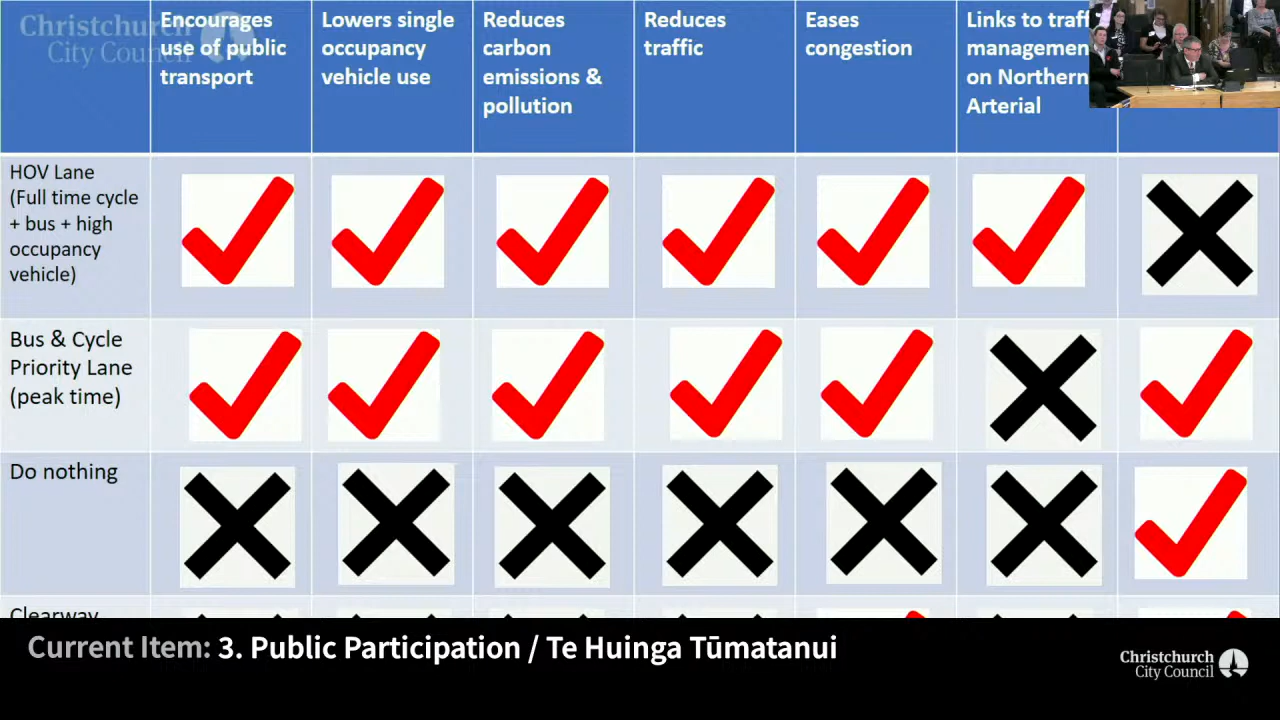 Christchurch
City Council
Encourages
use of public
transport
Lowers single
occupancy
vehicle use
Reduces
carbon
emissions &
pollution
Reduces
traffic
Eases
congestion
Links to
on Northern
Arterial
HOV Lane
(Full time cycle
+ bus + high
occupancy
vehicle)
Bus & Cycle
Priority Lane
(peak time)
Do nothing
Clearway
Current Item: 3. Public Participation / Te Huinga Tūmatanui
Christchurch
City Council